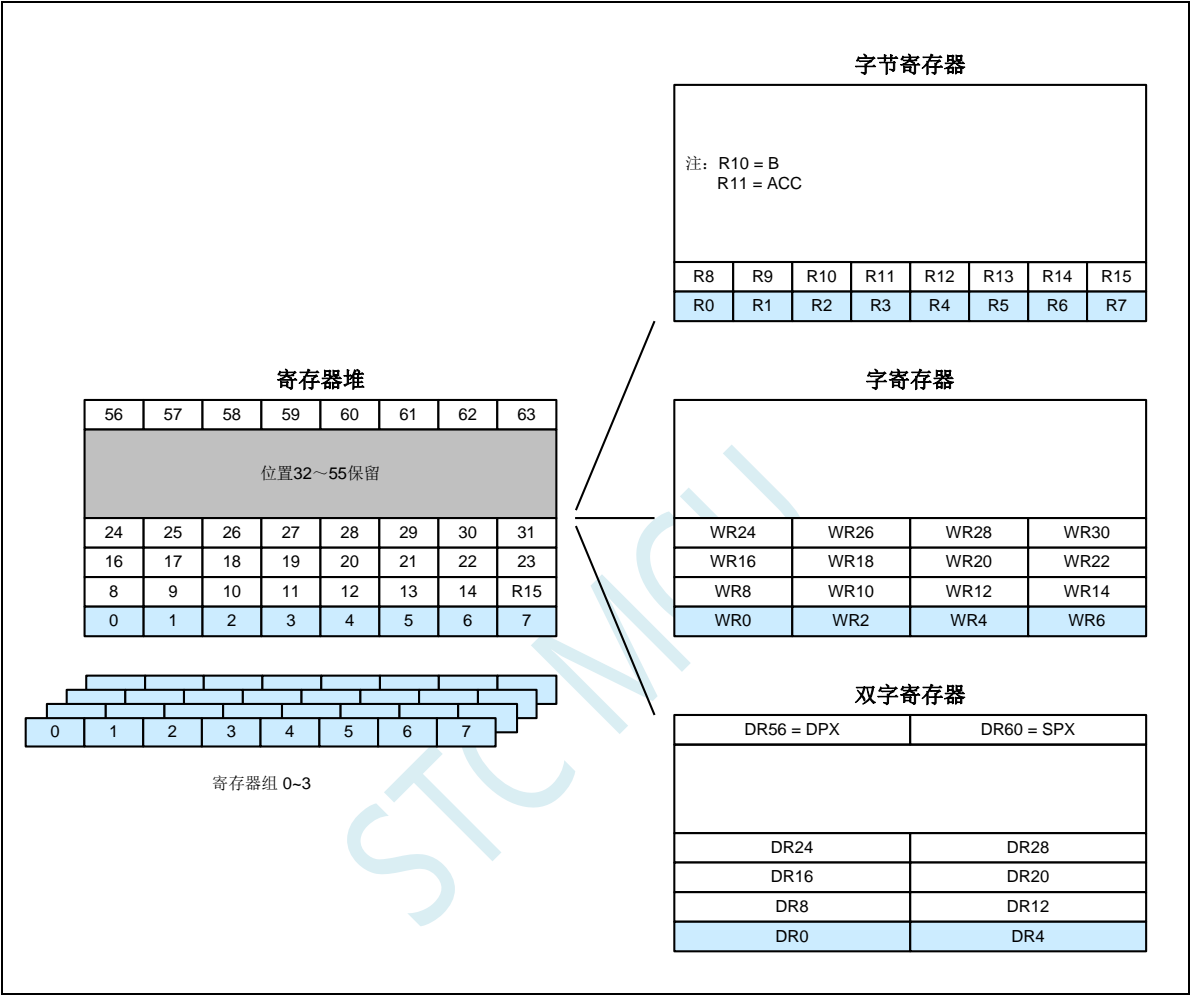 字节寄存器
注：R10 = B
R11 = ACC
R8 R9 R10 R11 R12 R13 R14 R15
R0 R1 R2 R3 R4 R5 R6 R7
寄存器堆
56 57 58 59 60 61 62 63
位置32～55保留
24 25 26 27 28 29 30 31
16 17 18 19 20 21 22 23
8 9 10 11 12 13 14 R15
0 1 2 3 4 5 6 7
0 1 2 3 4 5 6 7
寄存器组 0~3
字寄存器
WR24 WR26 WR28 WR30
WR16 WR18 WR20 WR22
WR8 WR10 WR12 WR14
WR0 WR2 WR4 WR6
双字寄存器
DR56 = DPX DR60 = SPX
DR24 DR28
DR16 DR20
DR8 DR12
DR0 DR4
STC MCU